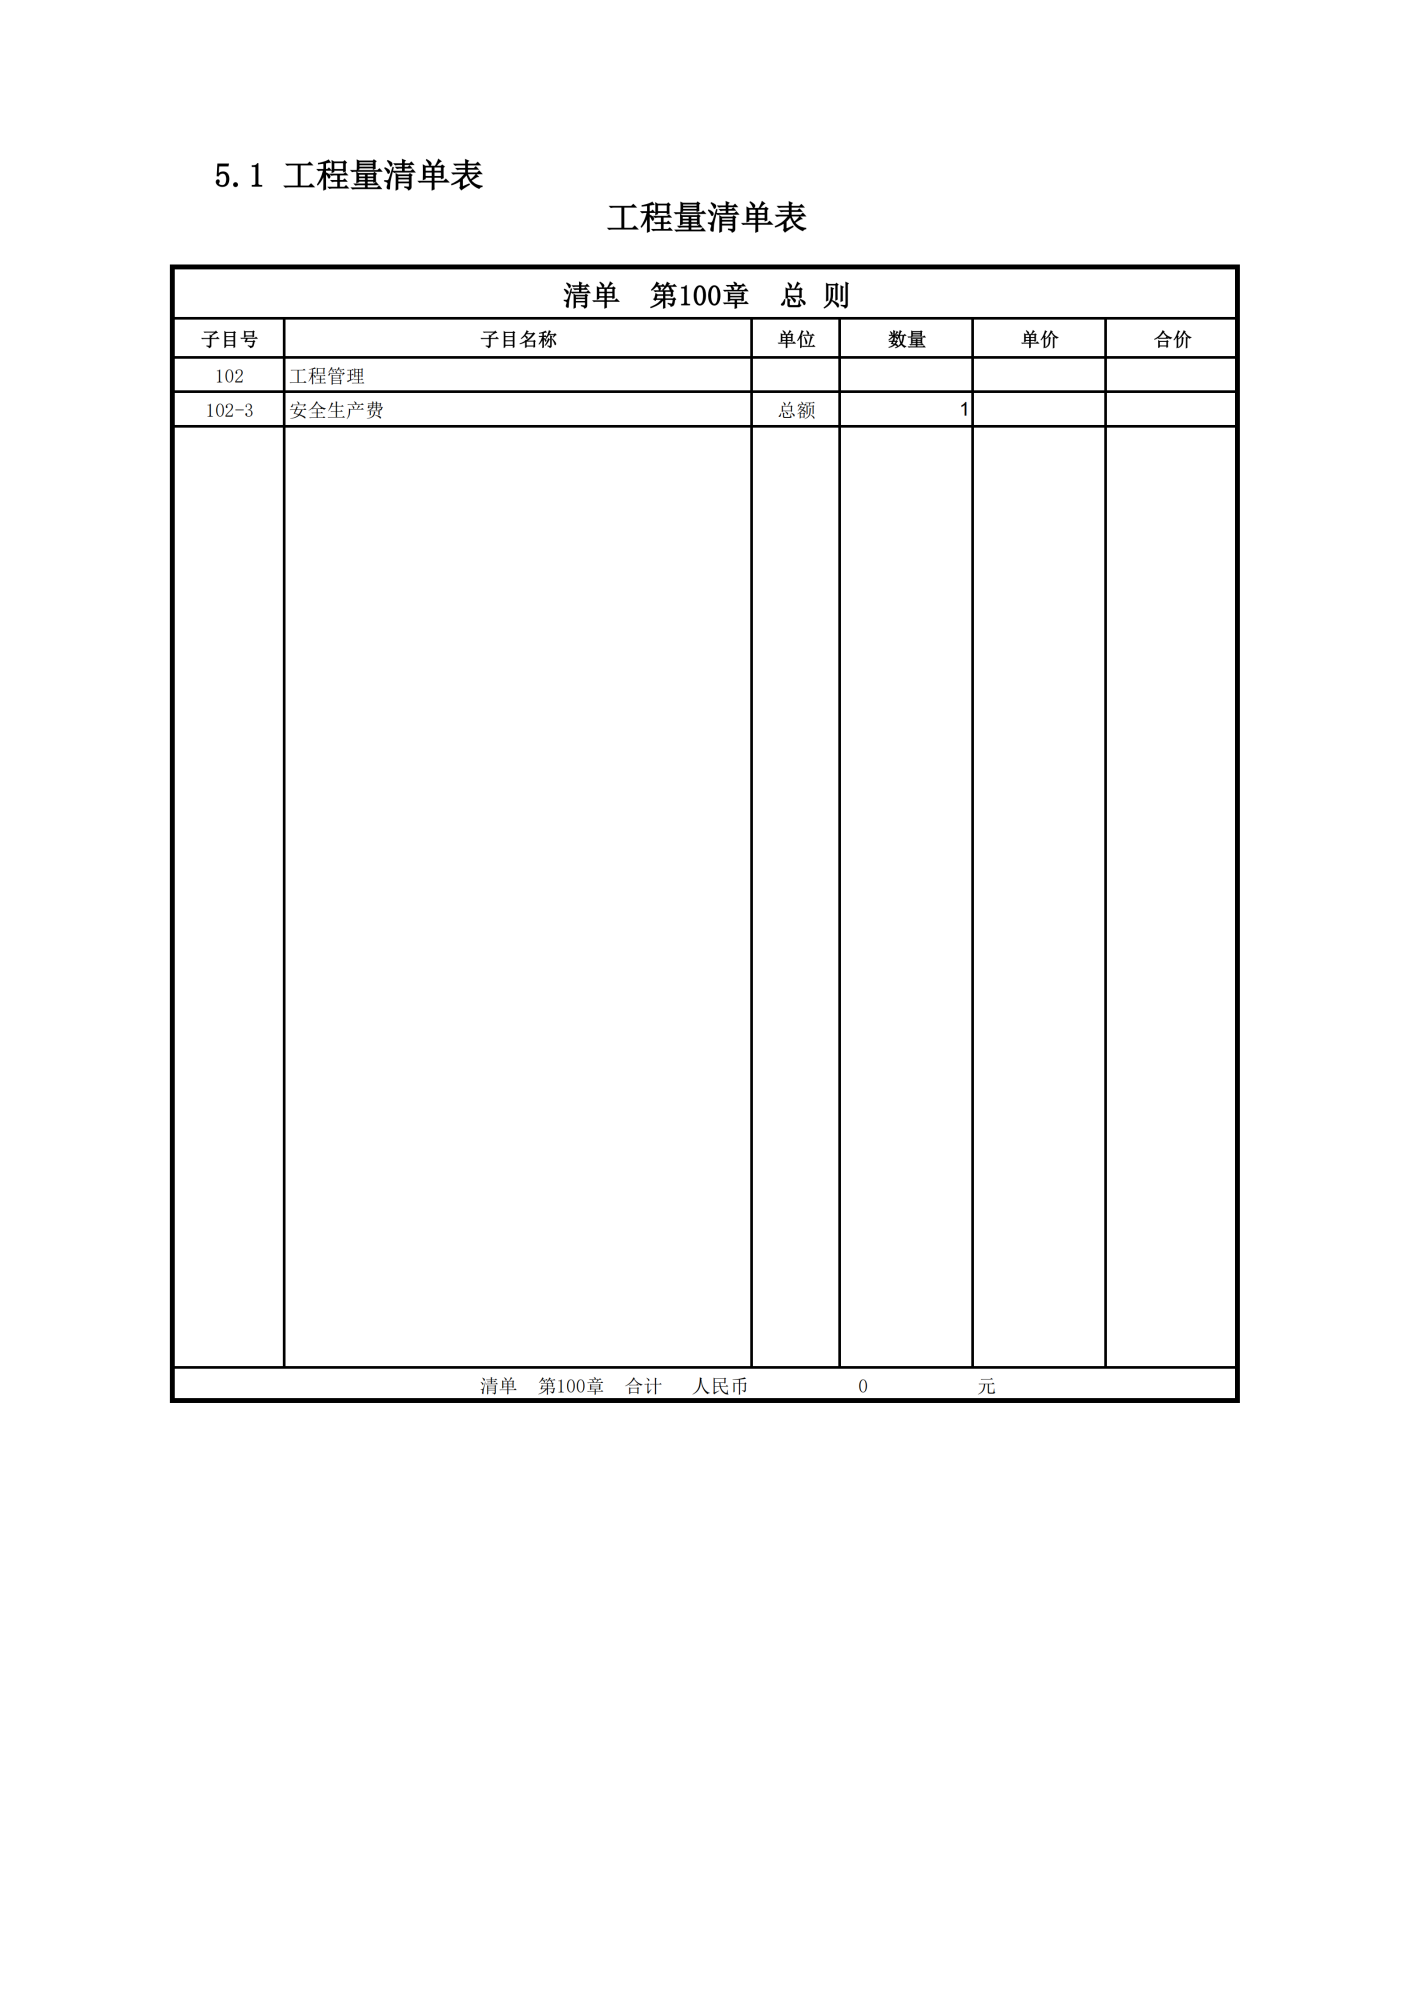 5.1 工程量清单表
工程量清单表
清单 第100章 总 则
子目号 子目名称 单位 数量 单价 合价
102 工程管理
102-3 安全生产费 总额 1
清单 第100章 合计 人民币 0 元